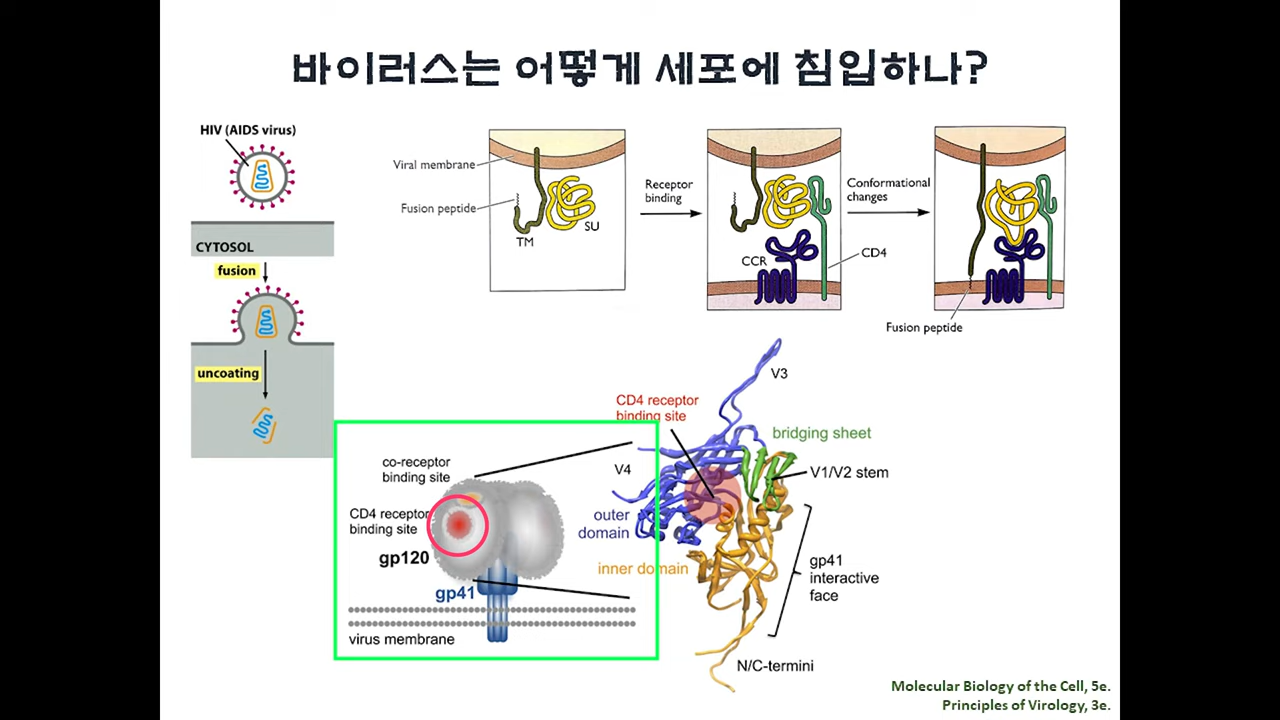 바이러스는 어떻게 세포에 침입하나?
HIV (AIDS virus)
CYTOSOL
fusion
uncoating
Viral membrane
Fusion peptide
TM
SU
Receptor
binding
CCR
CD4
Conformational
changes
Fusion peptide
co-receptor
binding site
CD4 receptor
binding site
gp120
gp41
virus membrane
CD4 receptor
binding site
V3
bridging sheet
V4
V1/V2 stem
outer
domain
inner domain
gp41
interactive
face
N/C-termini
Molecular Biology of the Cell, 5e.
Principles of Virology, 3e.